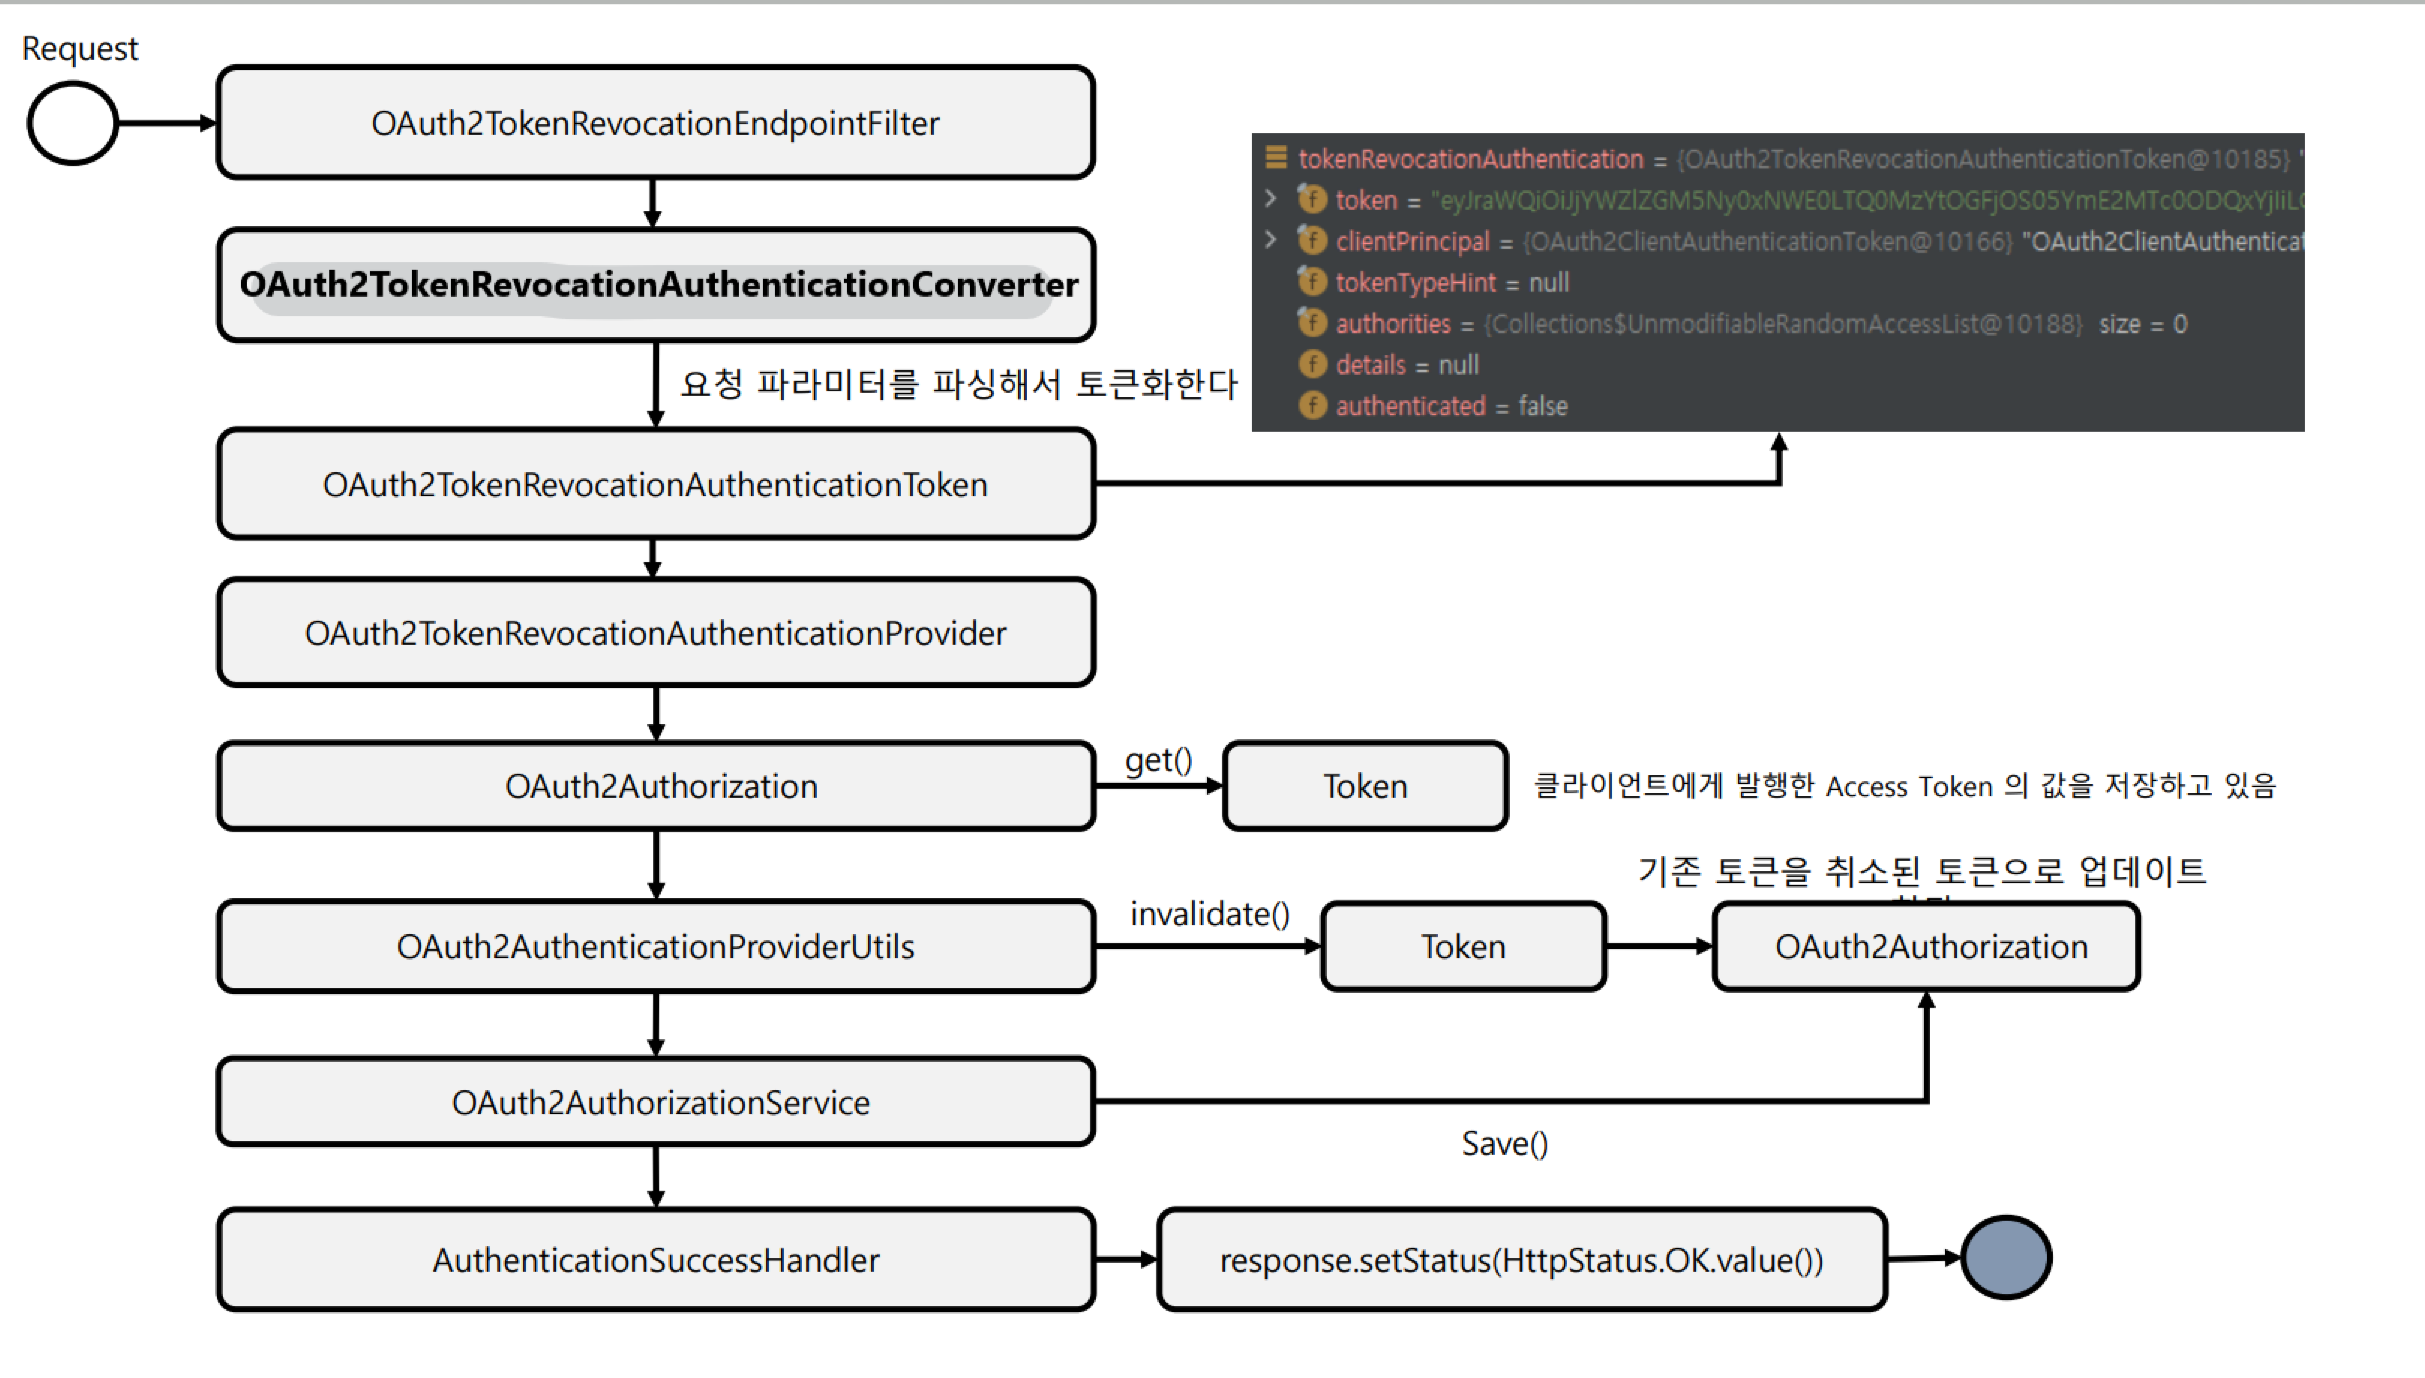 Request
OAuth2TokenRevocationEndpointFilter
OAuth2TokenRevocationAuthenticationConverter
요청 파라미터를 파싱해서 토큰화한다
tokenRevocationAuthentication = {OAuth2TokenRevocationAuthenticationToken@10185} "
token =
clientPrincipal = {OAuth2ClientAuthenticationToken@10166} "OAuth2ClientAuthenticat
tokenTypeHint = null
authorities = {Collections$UnmodifiableRandomAccessList@10188} size = 0
details = null
authenticated = false
OAuth2TokenRevocationAuthenticationToken
OAuth2TokenRevocationAuthenticationProvider
OAuth2Authorization
get()
Token
클라이언트에게 발행한 Access Token 의 값을 저장하고 있음
기존 토큰을 취소된 토큰으로 업데이트
OAuth2AuthenticationProviderUtils
invalidate()
Token
OAuth2Authorization
OAuth2AuthorizationService
Save()
AuthenticationSuccessHandler
response.setStatus(HttpStatus.OK.value())